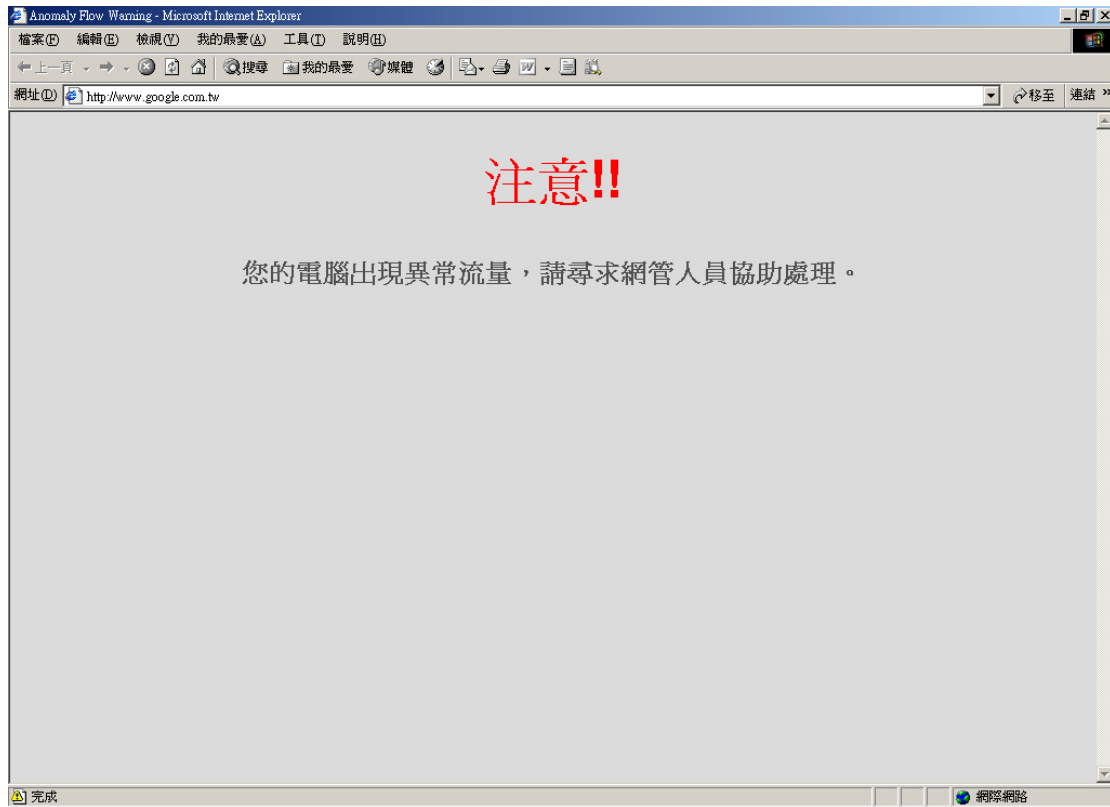 Anomaly Flow Warning - Microsoft Internet Explorer
檔案(F) 編輯(E) 檢視(V) 我的最愛(A) 工具(T) 說明(H)
上一頁 搜尋 我的最愛 媒體
網址(D) http://www.google.com.tw 移至 連結 »
注意!!
您的電腦出現異常流量，請尋求網管人員協助處理。
完成 網際網路